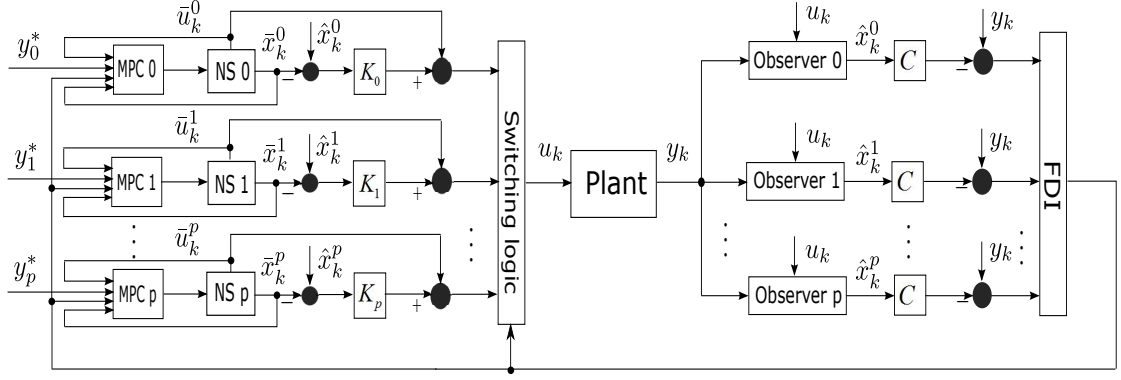 ū_k^0
y_0^*
MPC 0
NS 0
x̄_k^0
x̂_k^0
K_0
−
+
ū_k^1
y_1^*
MPC 1
NS 1
x̄_k^1
x̂_k^1
K_1
−
+
ū_k^p
y_p^*
MPC p
NS p
x̄_k^p
x̂_k^p
K_p
−
+
Switching logic
u_k
Plant
y_k
u_k
Observer 0
x̂_k^0
C
−
y_k
u_k
Observer 1
x̂_k^1
C
−
y_k
u_k
Observer p
x̂_k^p
C
−
y_k
FDI